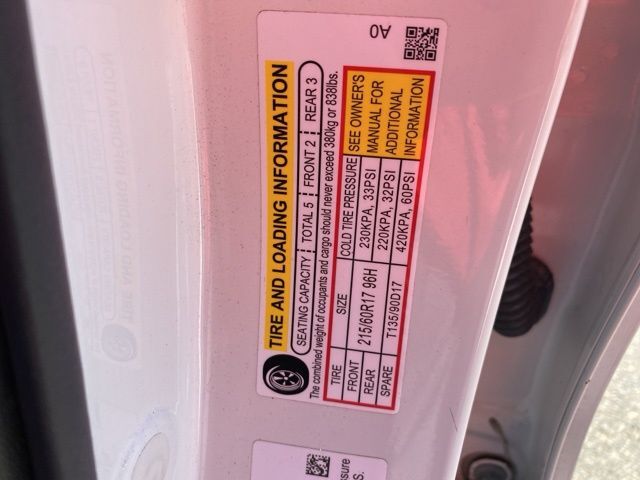 TIRE AND LOADING INFORMATION
SEATING CAPACITY TOTAL 5 FRONT 2 REAR 3
The combined weight of occupants and cargo should never exceed 380kg or 838lbs.
TIRE SIZE COLD TIRE PRESSURE SEE OWNER'S MANUAL FOR ADDITIONAL INFORMATION
FRONT 215/60R17 96H 230KPA, 33PSI
REAR 220KPA, 32PSI
SPARE T135/90D17 420KPA, 60PSI
A0